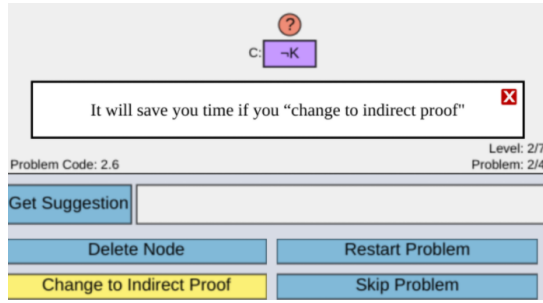 ?
C: ¬K
X
It will save you time if you “change to indirect proof"
Level: 2/7
Problem Code: 2.6
Problem: 2/4
Get Suggestion
Delete Node
Restart Problem
Change to Indirect Proof
Skip Problem